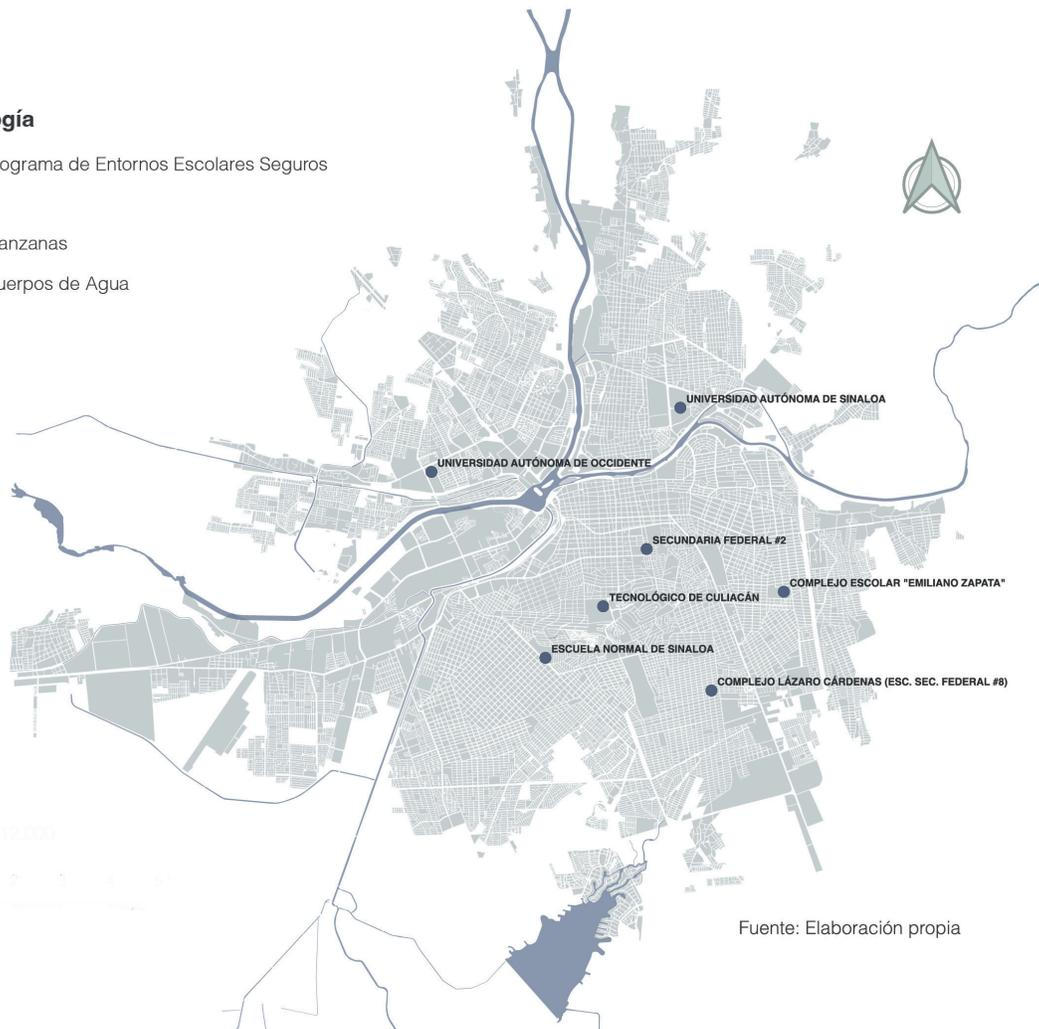 gía
ograma de Entornos Escolares Seguros
anzanas
uerpos de Agua
UNIVERSIDAD AUTÓNOMA DE SINALOA
UNIVERSIDAD AUTÓNOMA DE OCCIDENTE
SECUNDARIA FEDERAL #2
COMPLEJO ESCOLAR "EMILIANO ZAPATA"
TECNOLÓGICO DE CULIACÁN
ESCUELA NORMAL DE SINALOA
COMPLEJO LÁZARO CÁRDENAS (ESC. SEC. FEDERAL #8)
Fuente: Elaboración propia